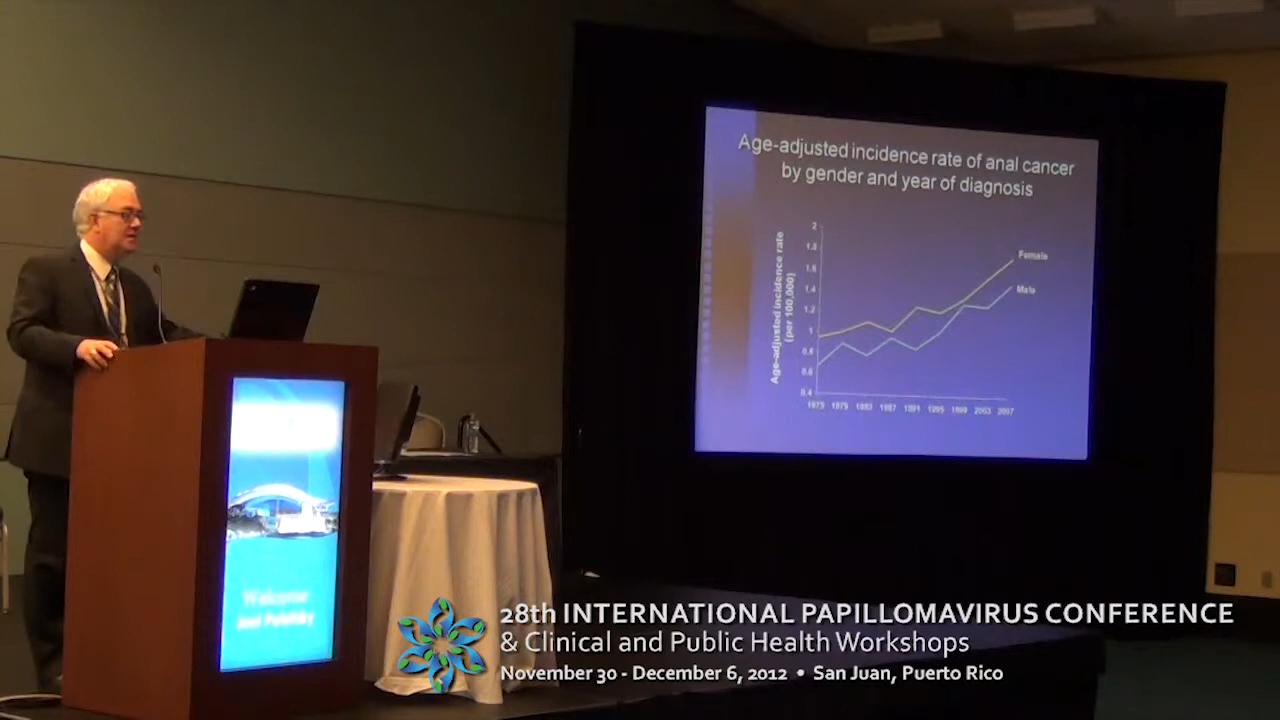 Age-adjusted incidence rate of anal cancer
by gender and year of diagnosis
Age-adjusted incidence rate
(per 100,000)
2
1.8
1.6
1.4
1.2
1
0.8
0.6
0.4
1975 1979 1983 1987 1991 1995 1999 2003 2007
Female
Male
Welcome
Joel Palefsky
28th INTERNATIONAL PAPILLOMAVIRUS CONFERENCE
& Clinical and Public Health Workshops
November 30 - December 6, 2012 • San Juan, Puerto Rico